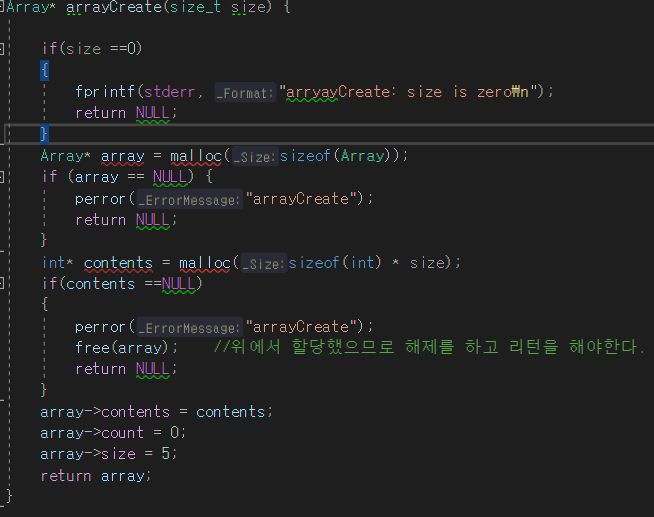 Array* arrayCreate(size_t size) {
if(size ==0)
{
fprintf(stderr, _Format: "arryayCreate: size is zero₩n");
return NULL;
}
Array* array = malloc(_Size: sizeof(Array));
if (array == NULL) {
perror(_ErrorMessage: "arrayCreate");
return NULL;
}
int* contents = malloc(_Size: sizeof(int) * size);
if(contents ==NULL)
{
perror(_ErrorMessage: "arrayCreate");
free(array); //위에서 할당했으므로 해제를 하고 리턴을 해야한다.
return NULL;
}
array->contents = contents;
array->count = 0;
array->size = 5;
return array;
}